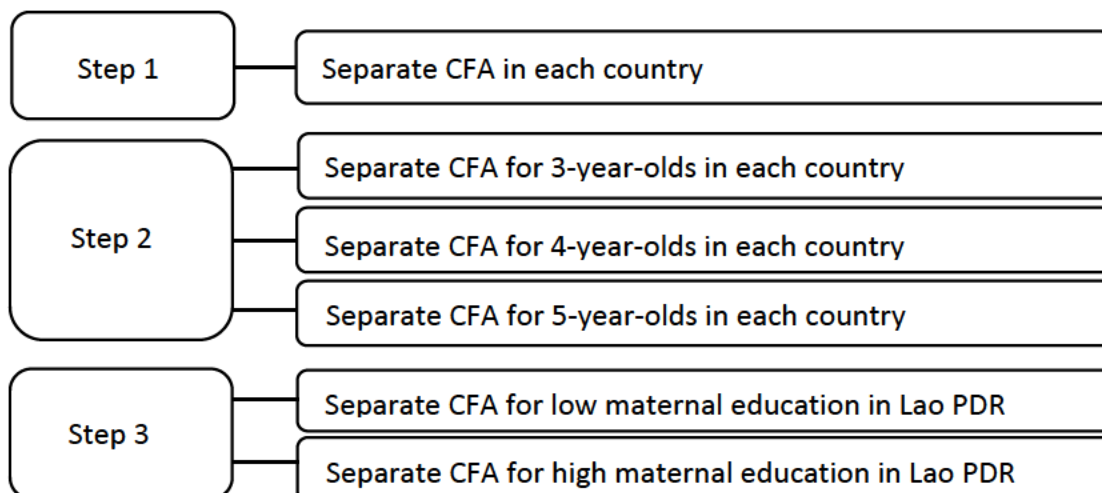 Step 1
Separate CFA in each country
Step 2
Separate CFA for 3-year-olds in each country
Separate CFA for 4-year-olds in each country
Separate CFA for 5-year-olds in each country
Step 3
Separate CFA for low maternal education in Lao PDR
Separate CFA for high maternal education in Lao PDR